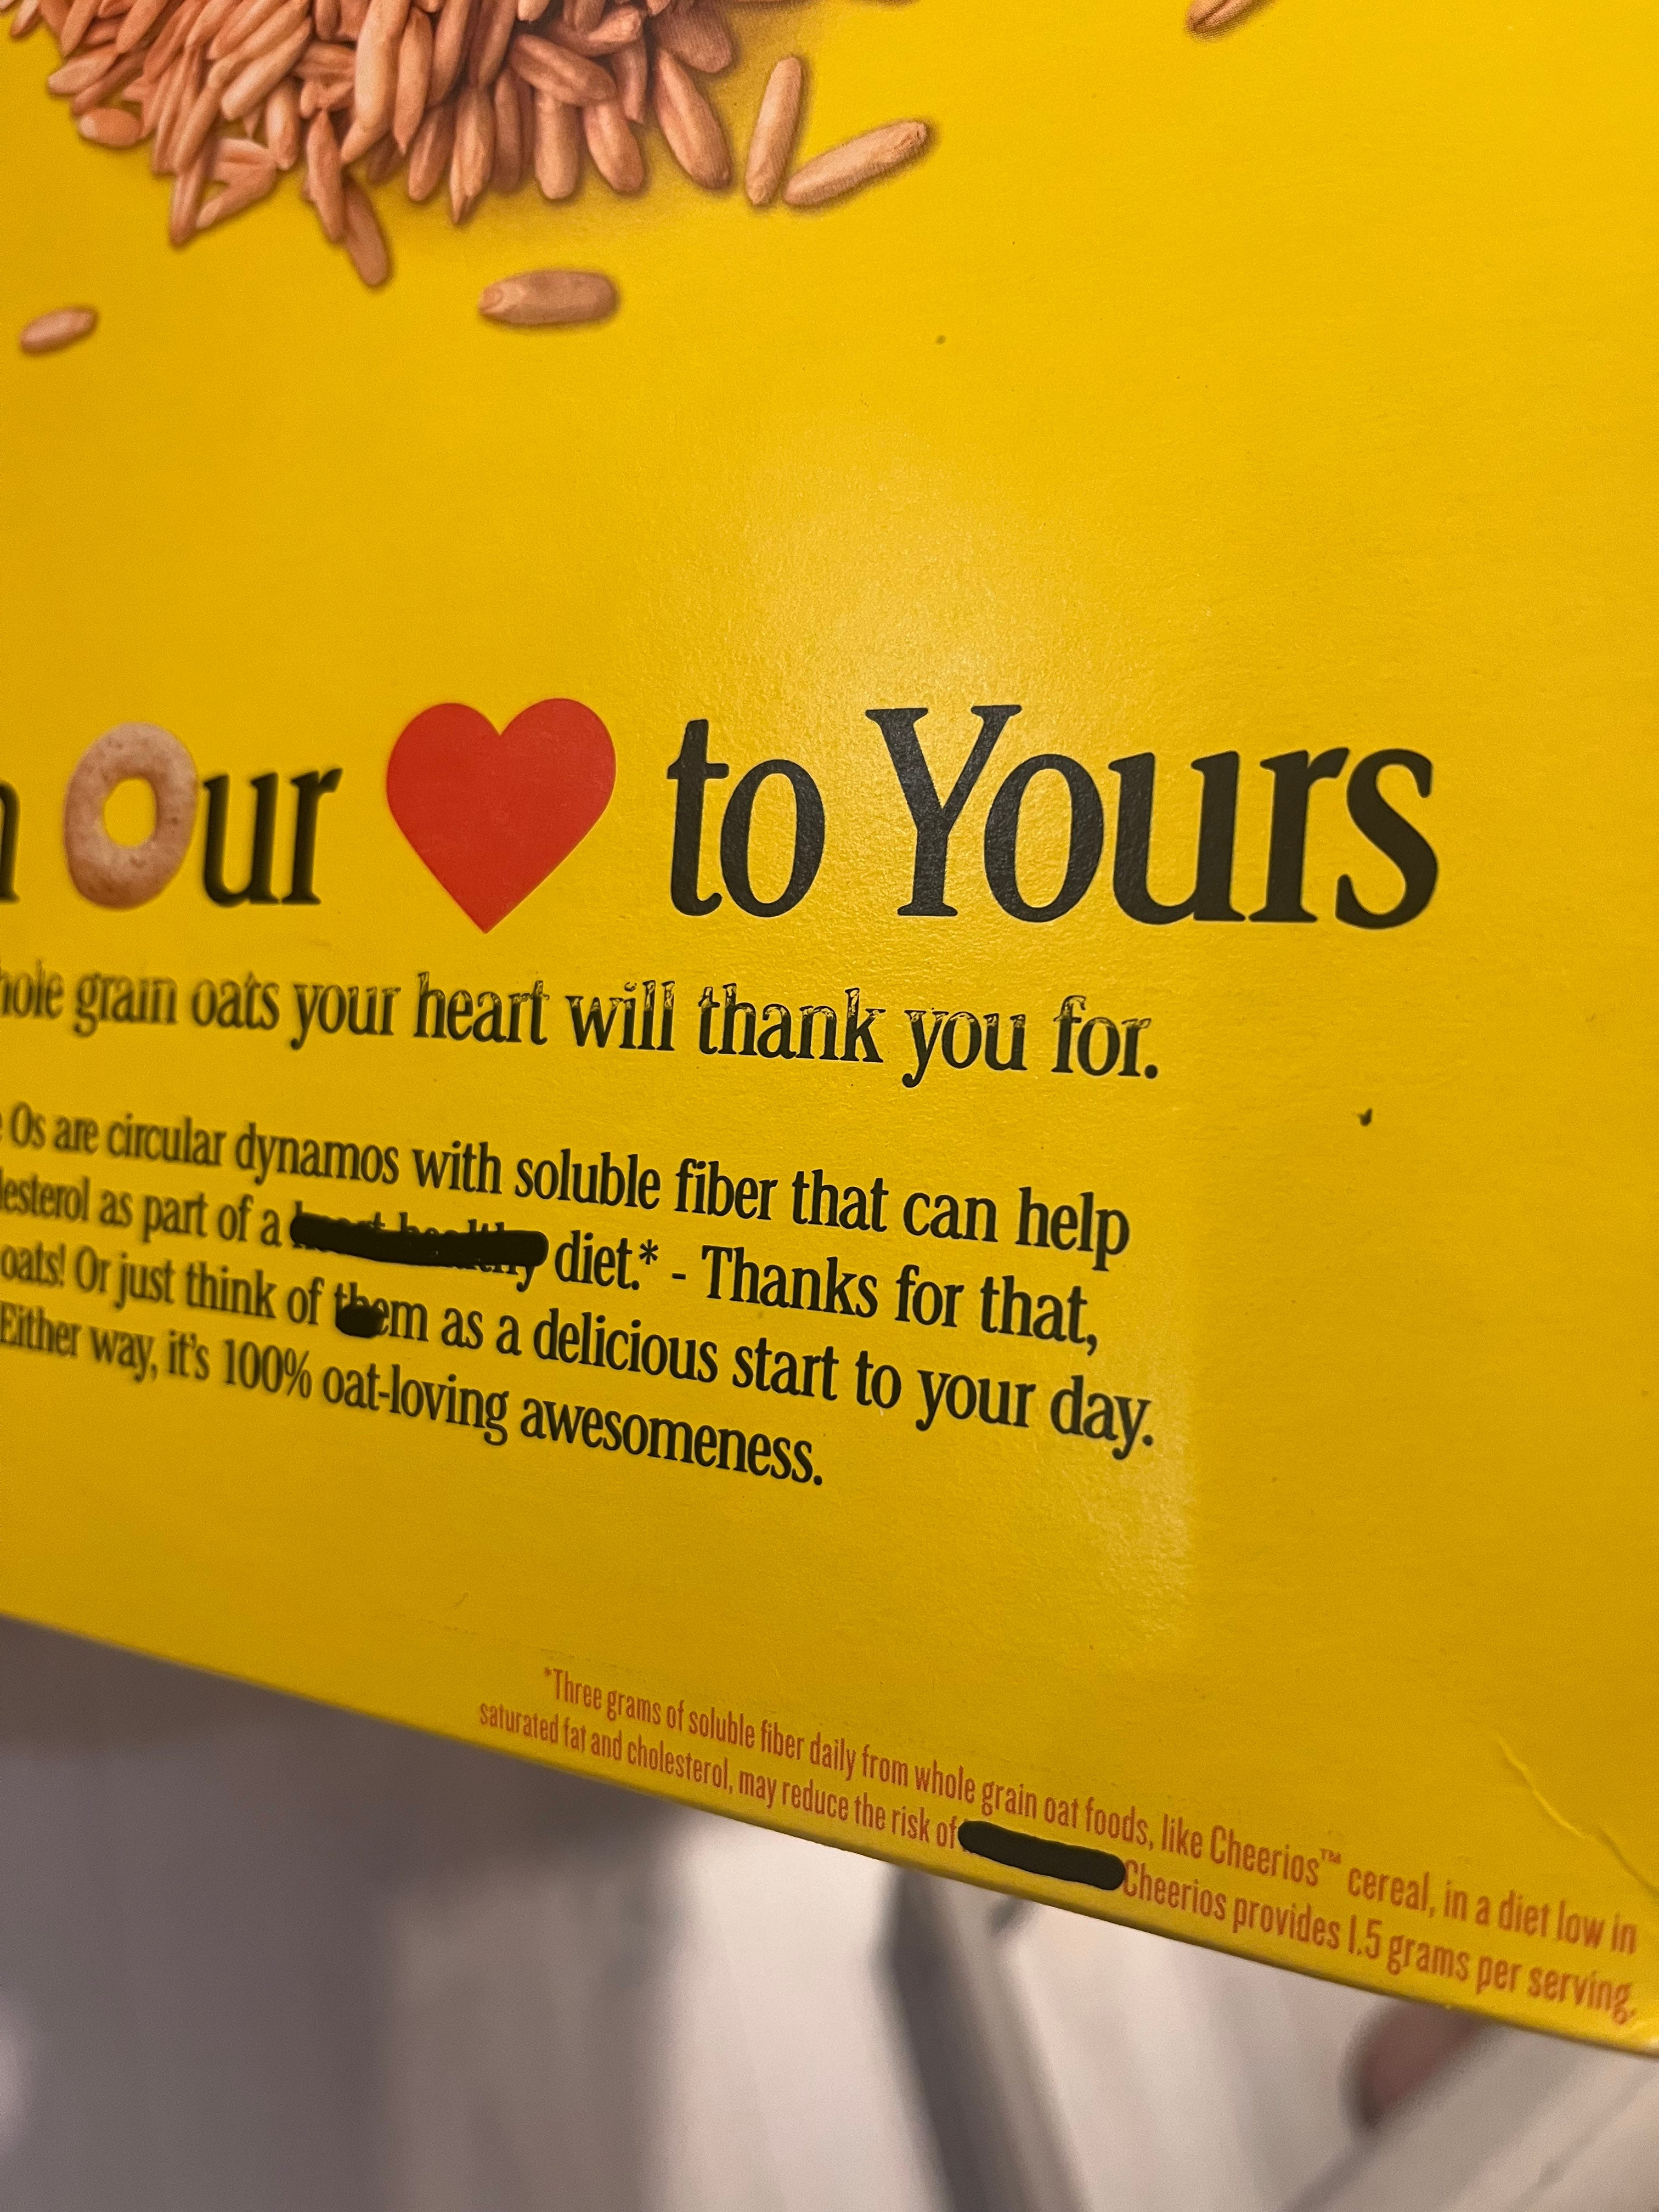 n Our to Yours
hole grain oats your heart will thank you for.
Os are circular dynamos with soluble fiber that can help
lesterol as part of a diet.* - Thanks for that,
oats! Or just think of them as a delicious start to your day.
Either way, it's 100% oat-loving awesomeness.
*Three grams of soluble fiber daily from whole grain oat foods, like Cheerios™ cereal, in a diet low in
saturated fat and cholesterol, may reduce the risk of Cheerios provides 1.5 grams per serving.